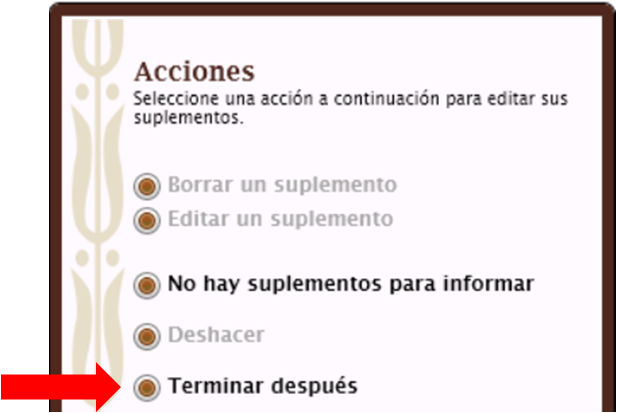 Acciones
Seleccione una acción a continuación para editar sus
suplementos.
Borrar un suplemento
Editar un suplemento
No hay suplementos para informar
Deshacer
Terminar después